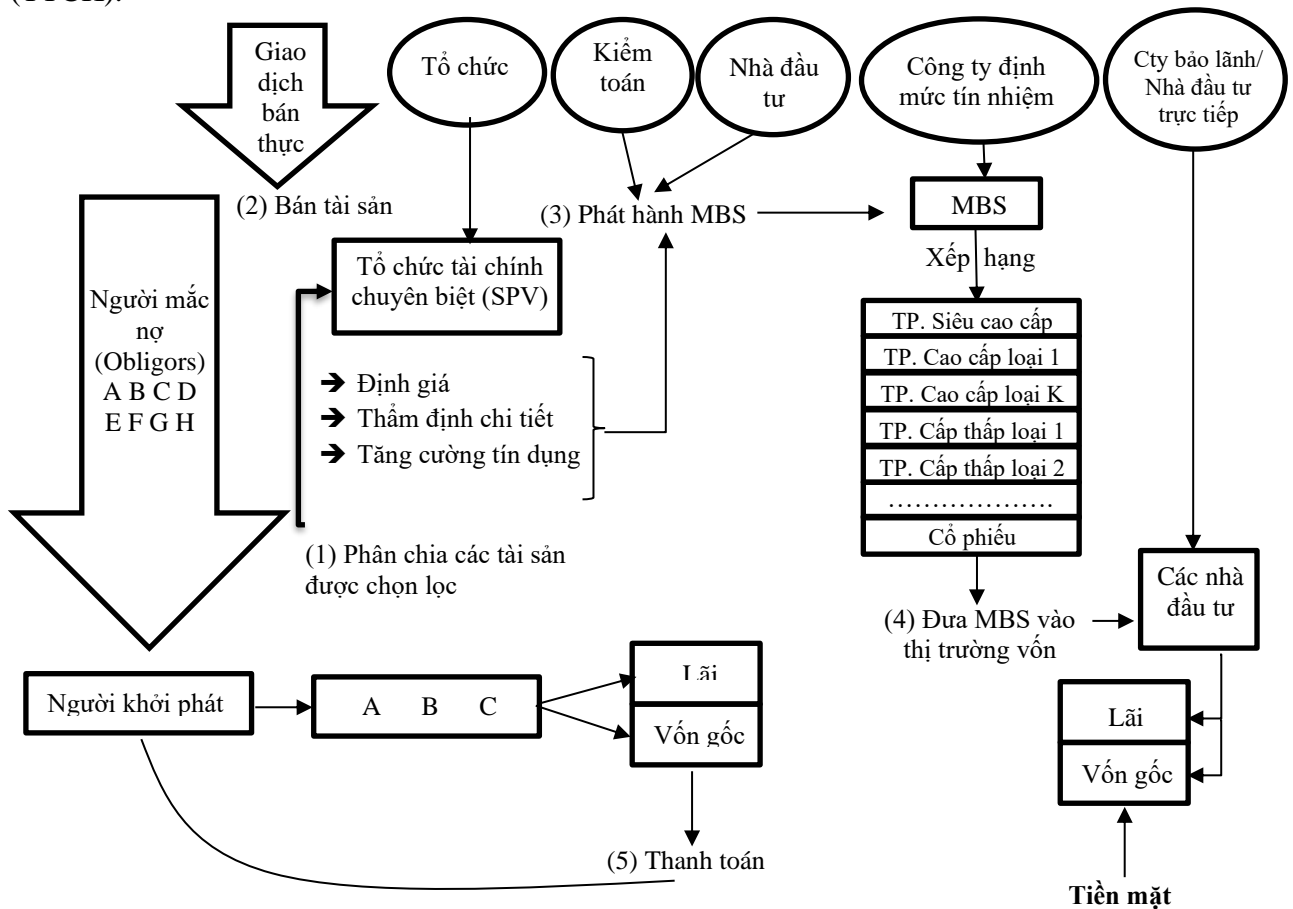 Giao
dịch
bán
thực
Tổ chức
Kiểm
toán
Nhà đầu
tư
Công ty định
mức tín nhiệm
Cty bảo lãnh/
Nhà đầu tư
trực tiếp
(2) Bán tài sản
(3) Phát hành MBS
MBS
Xếp hạng
Tổ chức tài chính
chuyên biệt (SPV)
Người mắc
nợ
(Obligors)
A B C D
E F G H
➔ Định giá
➔ Thẩm định chi tiết
➔ Tăng cường tín dụng
TP. Siêu cao cấp
TP. Cao cấp loại 1
TP. Cao cấp loại K
TP. Cấp thấp loại 1
TP. Cấp thấp loại 2
...................
Cổ phiếu
(1) Phân chia các tài sản
được chọn lọc
Các nhà
đầu tư
(4) Đưa MBS vào
thị trường vốn
Người khởi phát
A B C
Lãi
Vốn gốc
Lãi
Vốn gốc
(5) Thanh toán
Tiền mặt